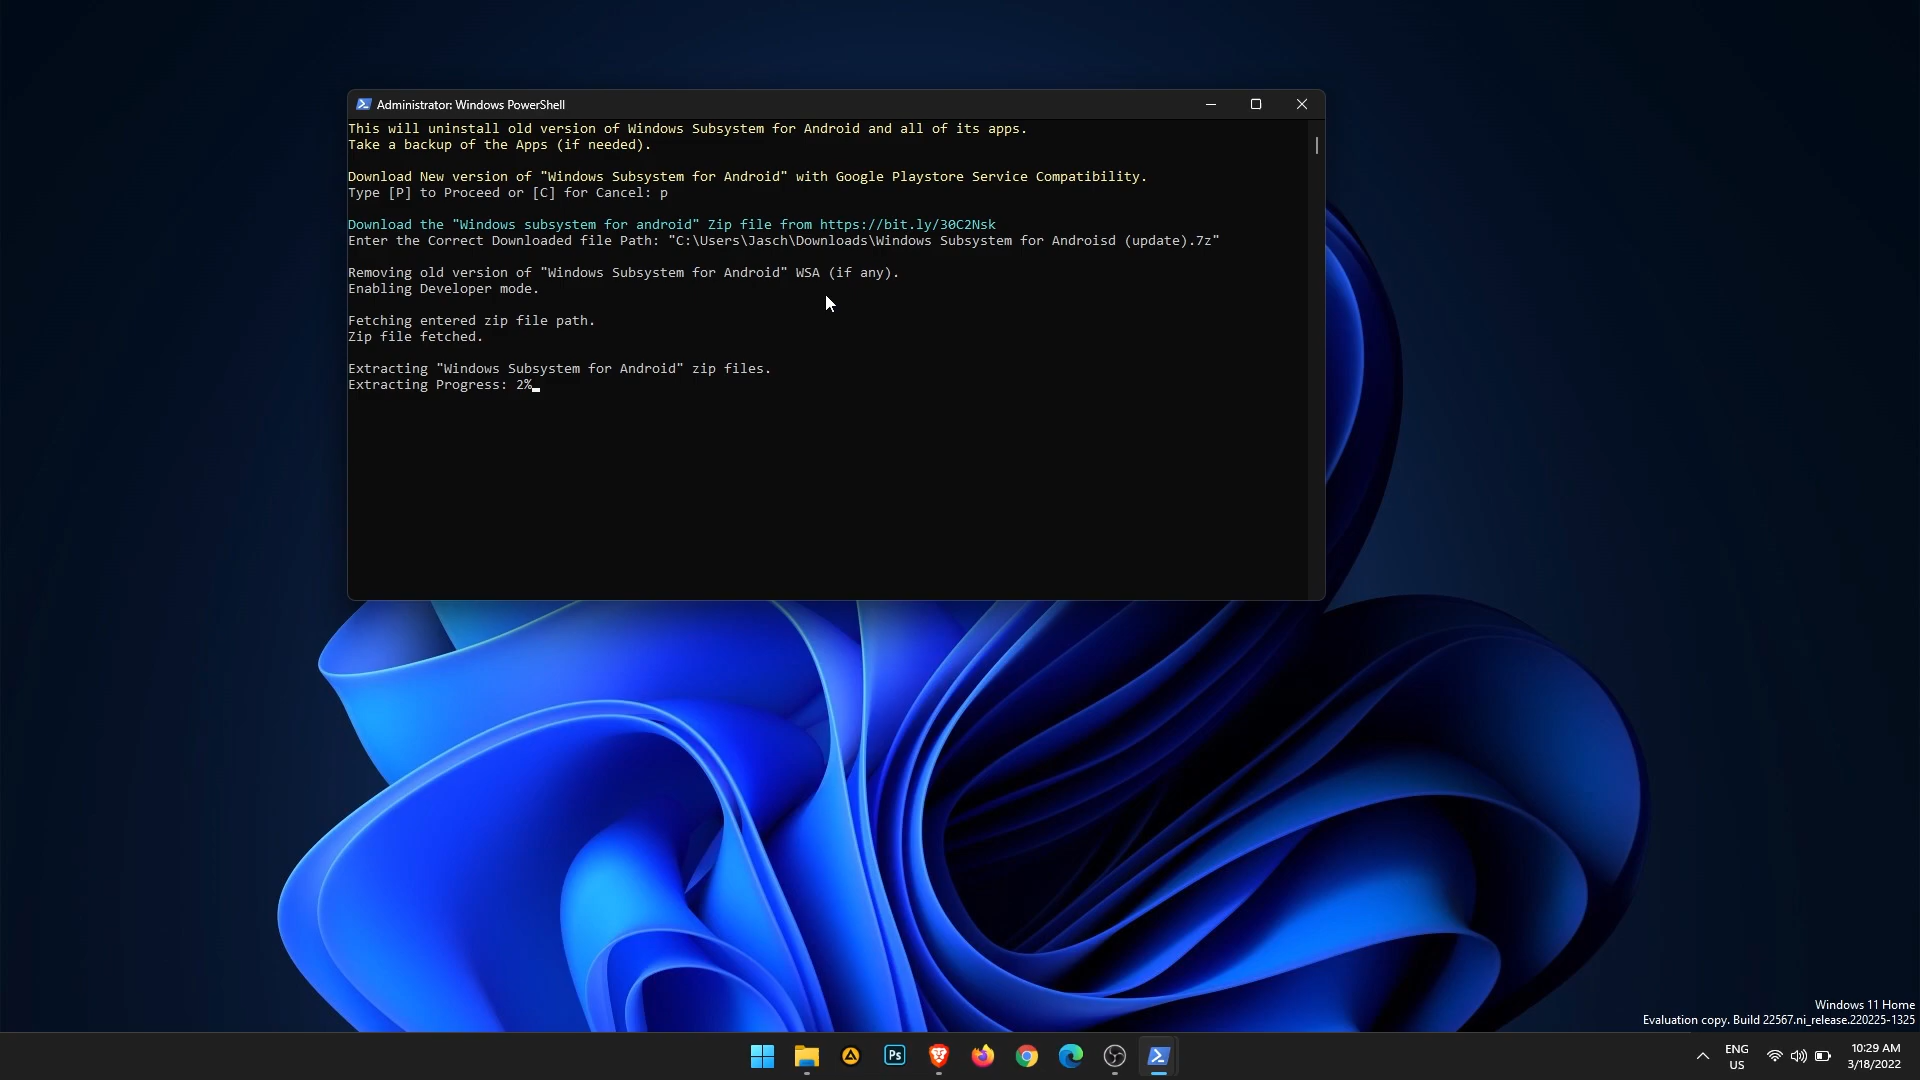 Administrator: Windows PowerShell
This will uninstall old version of Windows Subsystem for Android and all of its apps.
Take a backup of the Apps (if needed).
Download New version of "Windows Subsystem for Android" with Google Playstore Service Compatibility.
Type [P] to Proceed or [C] for Cancel: p
Download the "Windows subsystem for android" Zip file from https://bit.ly/30C2Nsk
Enter the Correct Downloaded file Path: "C:\Users\Jasch\Downloads\Windows Subsystem for Androisd (update).7z"
Removing old version of "Windows Subsystem for Android" WSA (if any).
Enabling Developer mode.
Fetching entered zip file path.
Zip file fetched.
Extracting "Windows Subsystem for Android" zip files.
Extracting Progress: 2%
Windows 11 Home
Evaluation copy. Build 22567.ni_release.220225-1325
Ps
ENG
US
10:29 AM
3/18/2022